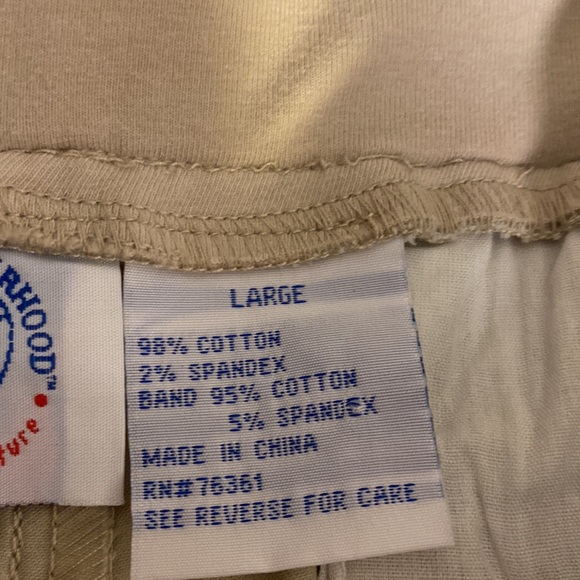 RHOOD™
LARGE
98% COTTON
2% SPANDEX
BAND 95% COTTON
5% SPANDEX
MADE IN CHINA
RN#76361
SEE REVERSE FOR CARE